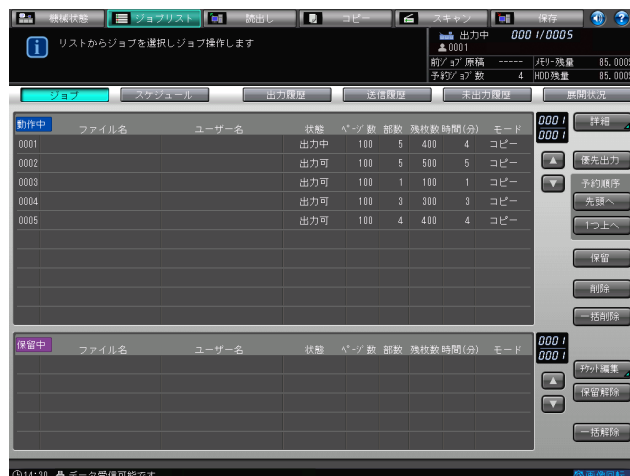 機械状態 ジョブリスト 読出し コピー スキャン 保存
リストからジョブを選択しジョブ操作します
出力中 0001/0005
0001
前ｼﾞｮﾌﾞ原稿 ----- ﾒﾓﾘｰ残量 85.000%
予約ｼﾞｮﾌﾞ数 4 HDD残量 85.000%
ジョブ スケジュール 出力履歴 送信履歴 未出力履歴 展開状況
動作中 ファイル名 ユーザー名 状態 ﾍﾟｰｼﾞ数 部数 残枚数 時間(分) モード
0001 出力中 100 5 400 4 コピー
0002 出力可 100 5 500 5 コピー
0003 出力可 100 1 100 1 コピー
0004 出力可 100 3 300 3 コピー
0005 出力可 100 4 400 4 コピー
0001
0001
詳細
優先出力
予約順序
先頭へ
1つ上へ
保留
削除
一括削除
保留中 ファイル名 ユーザー名 状態 ﾍﾟｰｼﾞ数 部数 残枚数 時間(分) モード
0001
0001
ﾁｹｯﾄ編集
保留解除
一括解除
14:30 データ受信可能です 画像回転